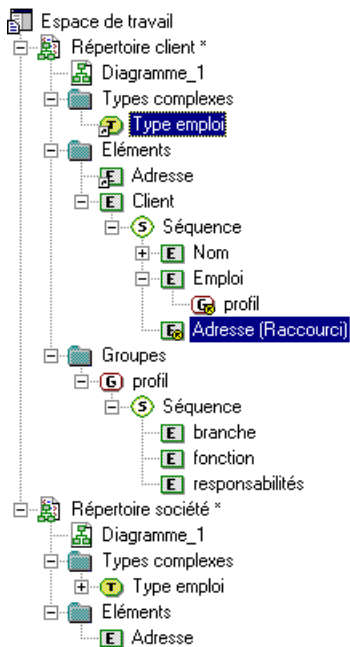 Espace de travail
Répertoire client *
Diagramme_1
Types complexes
T Type emploi
Eléments
E Adresse
E Client
S Séquence
E Nom
E Emploi
G profil
E Adresse (Raccourci)
Groupes
G profil
S Séquence
E branche
E fonction
E responsabilités
Répertoire société *
Diagramme_1
Types complexes
T Type emploi
Eléments
E Adresse